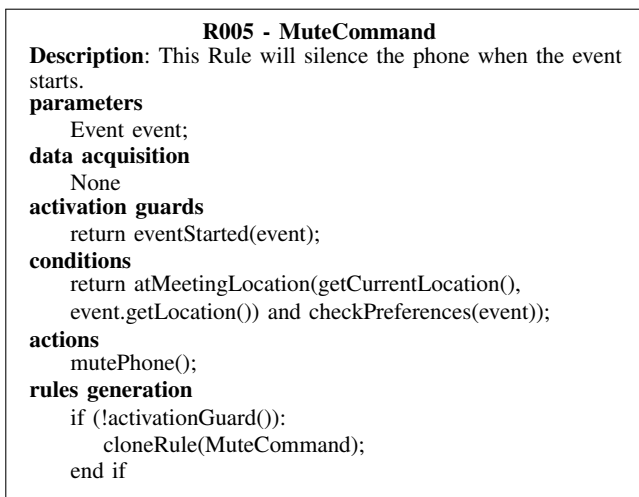 R005 - MuteCommand
Description: This Rule will silence the phone when the event
starts.
parameters
Event event;
data acquisition
None
activation guards
return eventStarted(event);
conditions
return atMeetingLocation(getCurrentLocation(),
event.getLocation()) and checkPreferences(event));
actions
mutePhone();
rules generation
if (!activationGuard()):
cloneRule(MuteCommand);
end if